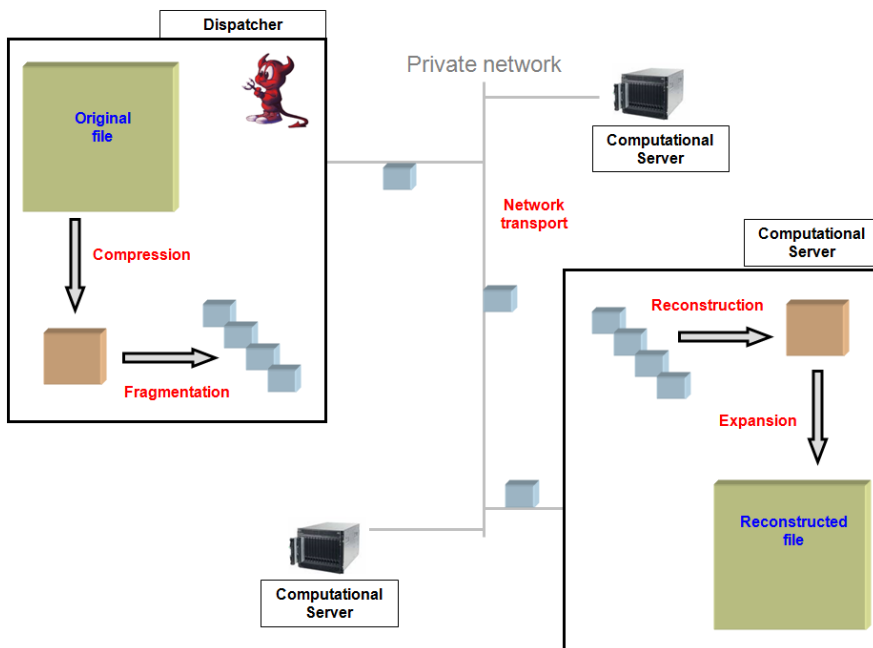 Dispatcher
Original
file
Compression
Fragmentation
Private network
Computational
Server
Network
transport
Computational
Server
Reconstruction
Expansion
Reconstructed
file
Computational
Server